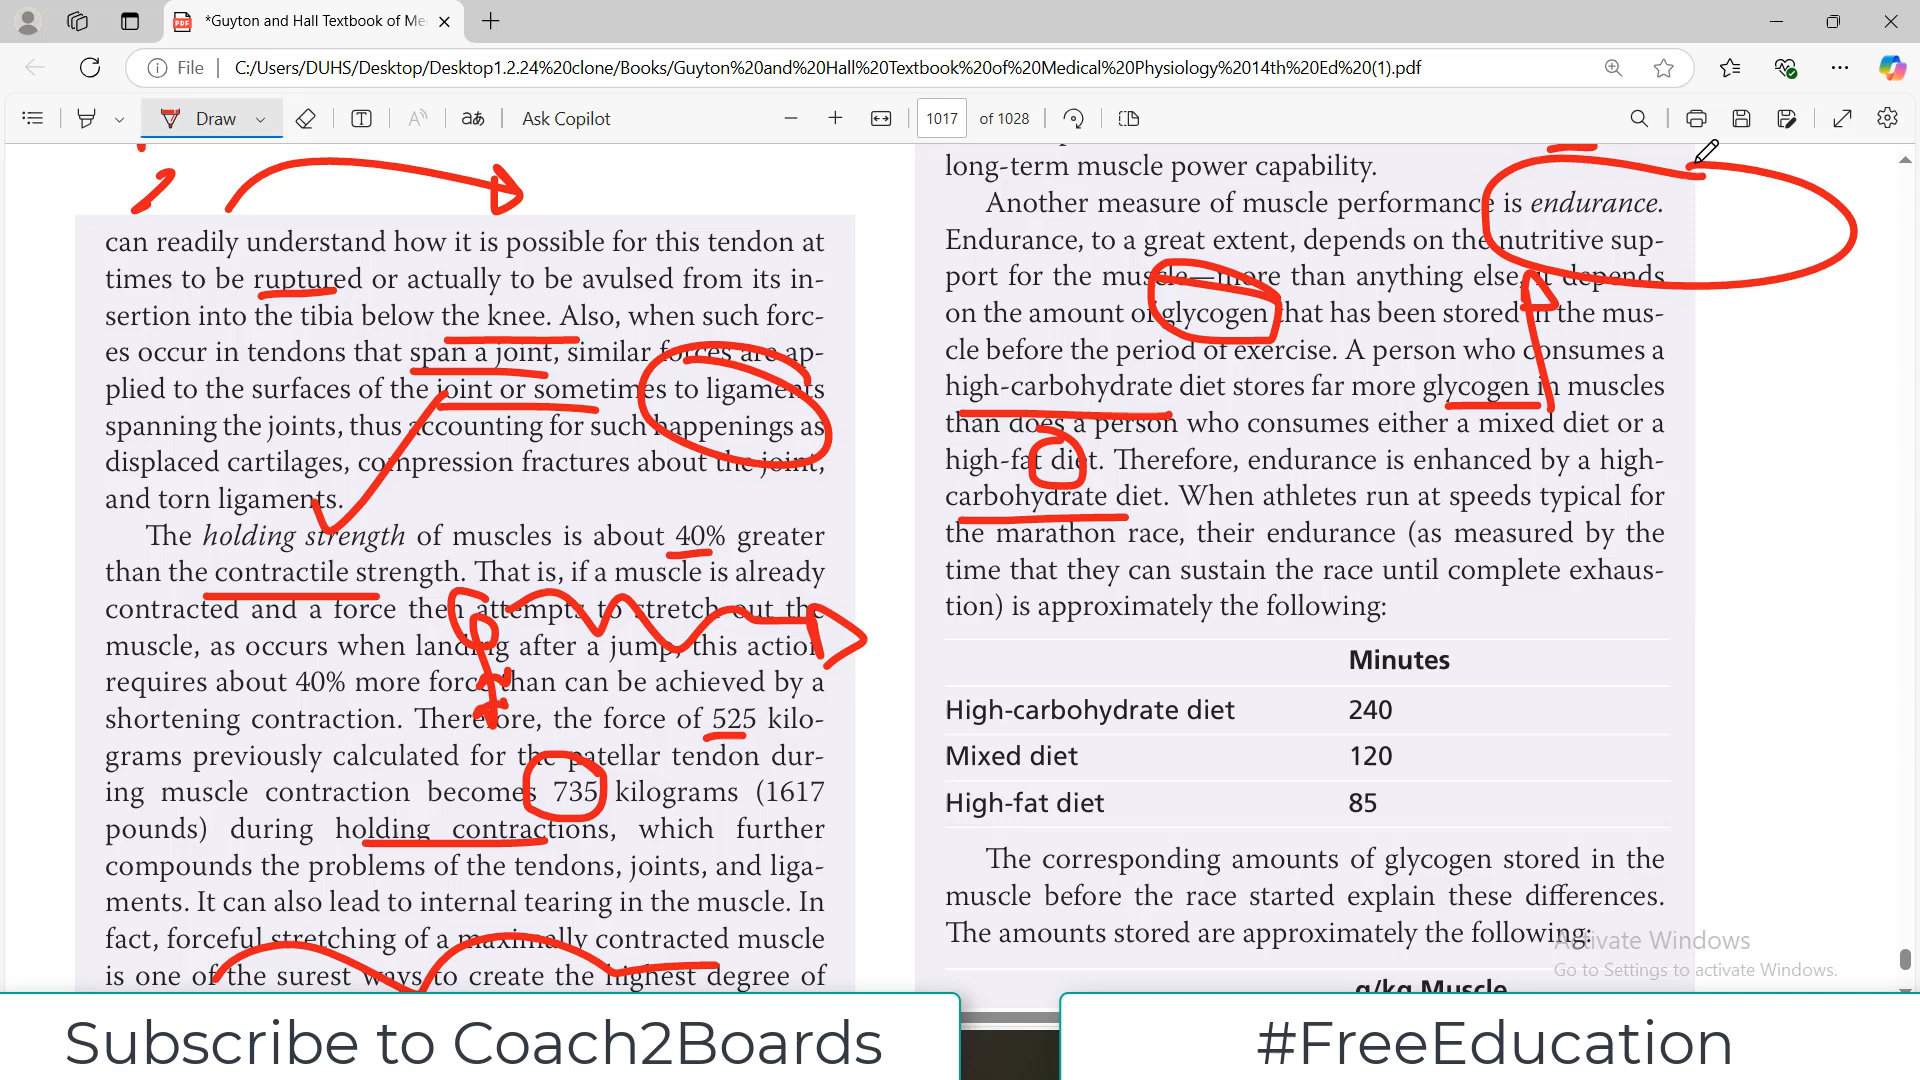 *Guyton and Hall Textbook of Me
File
C:/Users/DUHS/Desktop/Desktop1.2.24%20clone/Books/Guyton%20and%20Hall%20Textbook%20of%20Medical%20Physiology%2014th%20Ed%20(1).pdf
Draw
Ask Copilot
1017 of 1028
can readily understand how it is possible for this tendon at
times to be ruptured or actually to be avulsed from its in-
sertion into the tibia below the knee. Also, when such forc-
es occur in tendons that span a joint, similar forces are ap-
plied to the surfaces of the joint or sometimes to ligaments
spanning the joints, thus accounting for such happenings as
displaced cartilages, compression fractures about the joint,
and torn ligaments.
The holding strength of muscles is about 40% greater
than the contractile strength. That is, if a muscle is already
contracted and a force then attempts to stretch out the
muscle, as occurs when landing after a jump, this action
requires about 40% more force than can be achieved by a
shortening contraction. Therefore, the force of 525 kilo-
grams previously calculated for the patellar tendon dur-
ing muscle contraction becomes 735 kilograms (1617
pounds) during holding contractions, which further
compounds the problems of the tendons, joints, and liga-
ments. It can also lead to internal tearing in the muscle. In
fact, forceful stretching of a maximally contracted muscle
is one of the surest ways to create the highest degree of
long-term muscle power capability.
Another measure of muscle performance is endurance.
Endurance, to a great extent, depends on the nutritive sup-
port for the muscle—more than anything else, it depends
on the amount of glycogen that has been stored in the mus-
cle before the period of exercise. A person who consumes a
high-carbohydrate diet stores far more glycogen in muscles
than does a person who consumes either a mixed diet or a
high-fat diet. Therefore, endurance is enhanced by a high-
carbohydrate diet. When athletes run at speeds typical for
the marathon race, their endurance (as measured by the
time that they can sustain the race until complete exhaus-
tion) is approximately the following:
Minutes
High-carbohydrate diet 240
Mixed diet 120
High-fat diet 85
The corresponding amounts of glycogen stored in the
muscle before the race started explain these differences.
The amounts stored are approximately the following:
g/kg Muscle
Activate Windows
Go to Settings to activate Windows.
Subscribe to Coach2Boards
#FreeEducation